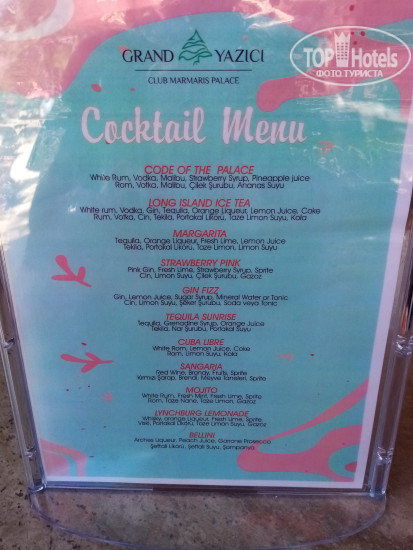 TOP Hotels
ФОТО ТУРИСТА
GRAND YAZICI
CLUB MARMARIS PALACE
Cocktail Menu
CODE OF THE PALACE
White Rum, Vodka, Malibu, Strawberry Syrup, Pineapple juice
Rom, Votka, Malibu, Çilek Şurubu, Ananas Suyu
LONG ISLAND ICE TEA
White rum, Vodka, Gin, Tequila, Orange Liqueur, Lemon Juice, Coke
Rum, Votka, Cin, Tekila, Portakal Likörü, Taze Limon Suyu, Kola
MARGARITA
Tequila, Orange Liqueur, Fresh Lime, Lemon Juice
Tekila, Portakal Likörü, Taze Limon, Limon Suyu
STRAWBERRY PINK
Pink Gin, Fresh Lime, Strawberry Syrup, Sprite
Cin, Limon Suyu, Çilek Şurubu, Gazoz
GIN FIZZ
Gin, Lemon Juice, Sugar Syrup, Mineral Water or Tonic
Cin, Limon Suyu, Şeker Şurubu, Soda veya Tonic
TEQUILA SUNRISE
Tequila, Grenadine Syrup, Orange Juice
Tekila, Nar Şurubu, Portakal Suyu
CUBA LIBRE
White Rom, Lemon Juice, Coke
Rom, Limon Suyu, Kola
SANGARIA
Red Wine, Brandy, Fruits, Sprite
Kırmızı Şarap, Brendi, Meyve Taneleri, Sprite
MOJITO
White Rum, Fresh Mint, Fresh Lime, Sprite
Rom, Taze Nane, Taze Limon, Gazoz
LYNCHBURG LEMONADE
Whisky, orange Liqueur, Fresh Lime, Sprite
Viski, Portakal Likörü, Taze Limon Suyu, Gazoz
BELLINI
Archies Liqueur, Peach Juice, Garrone Prosecco
Şeftali Likörü, Şeftali Suyu, Şampanya